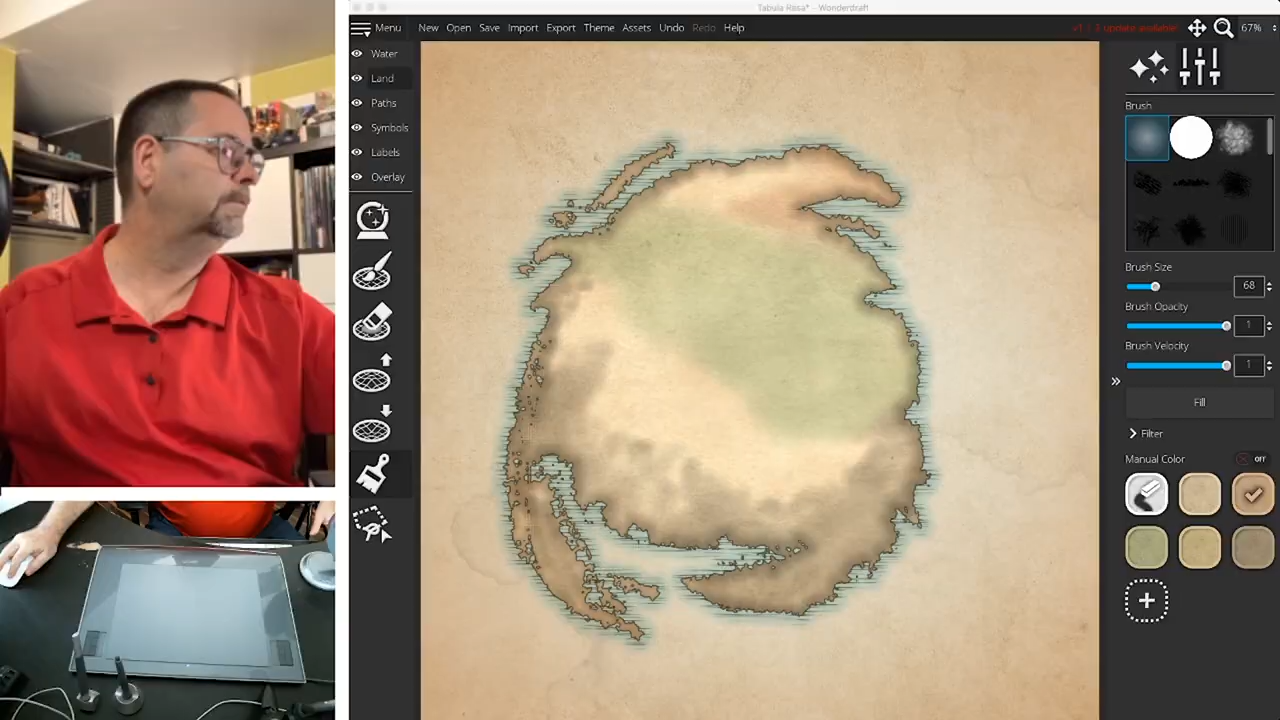 Tabula Rasa* - Wonderdraft
Menu New Open Save Import Export Theme Assets Undo Redo Help
67%
Water
Land
Paths
Symbols
Labels
Overlay
Brush
Brush Size
68
Brush Opacity
1
Brush Velocity
1
Fill
Filter
Manual Color
OFF